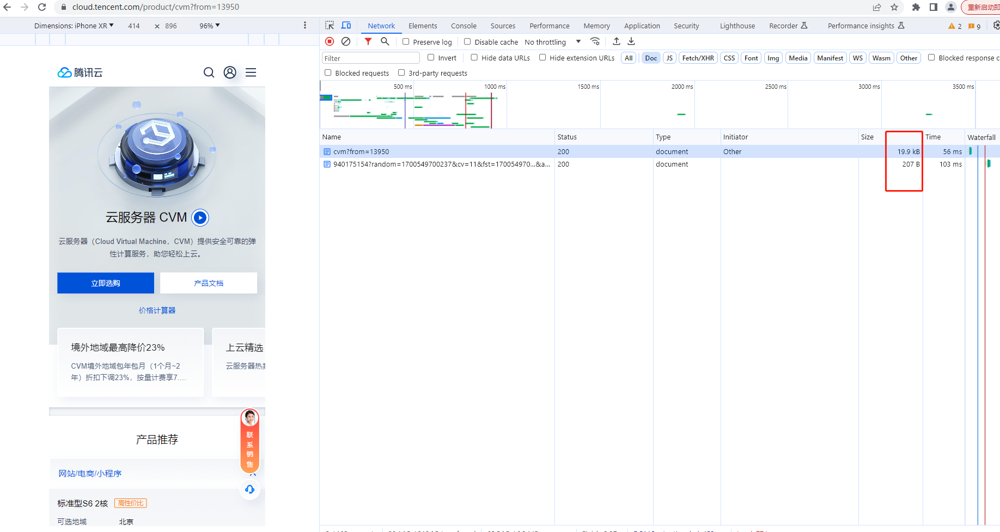 cloud.tencent.com/product/cvm?from=13950
重新启动即
Dimensions: iPhone XR ▼ 414 × 896 96% ▼
Network Elements Console Sources Performance Memory Application Security Lighthouse Recorder Performance insights 2 9
Preserve log Disable cache No throttling ▼
Filter Invert Hide data URLs Hide extension URLs All Doc JS Fetch/XHR CSS Font Img Media Manifest WS Wasm Other Blocked response c
Blocked requests 3rd-party requests
500 ms 1000 ms 1500 ms 2000 ms 2500 ms 3000 ms 3500 ms
Name Status Type Initiator Size Time Waterfall
cvm?from=13950 200 document Other 19.9 kB 56 ms
940175154?random=1700549700237&cv=11&fst=170054970...&a... 200 document 207 B 103 ms
腾讯云
云服务器 CVM
云服务器（Cloud Virtual Machine，CVM）提供安全可靠的弹
性计算服务，助您轻松上云。
立即选购 产品文档
价格计算器
境外地域最高降价23%
CVM境外地域包年包月（1个月~2
年）折扣下调23%，按量计费享7....
上云精选
云服务器热卖
联系销售
产品推荐
网站/电商/小程序
标准型S6 2核 高性价比
可选地域 北京